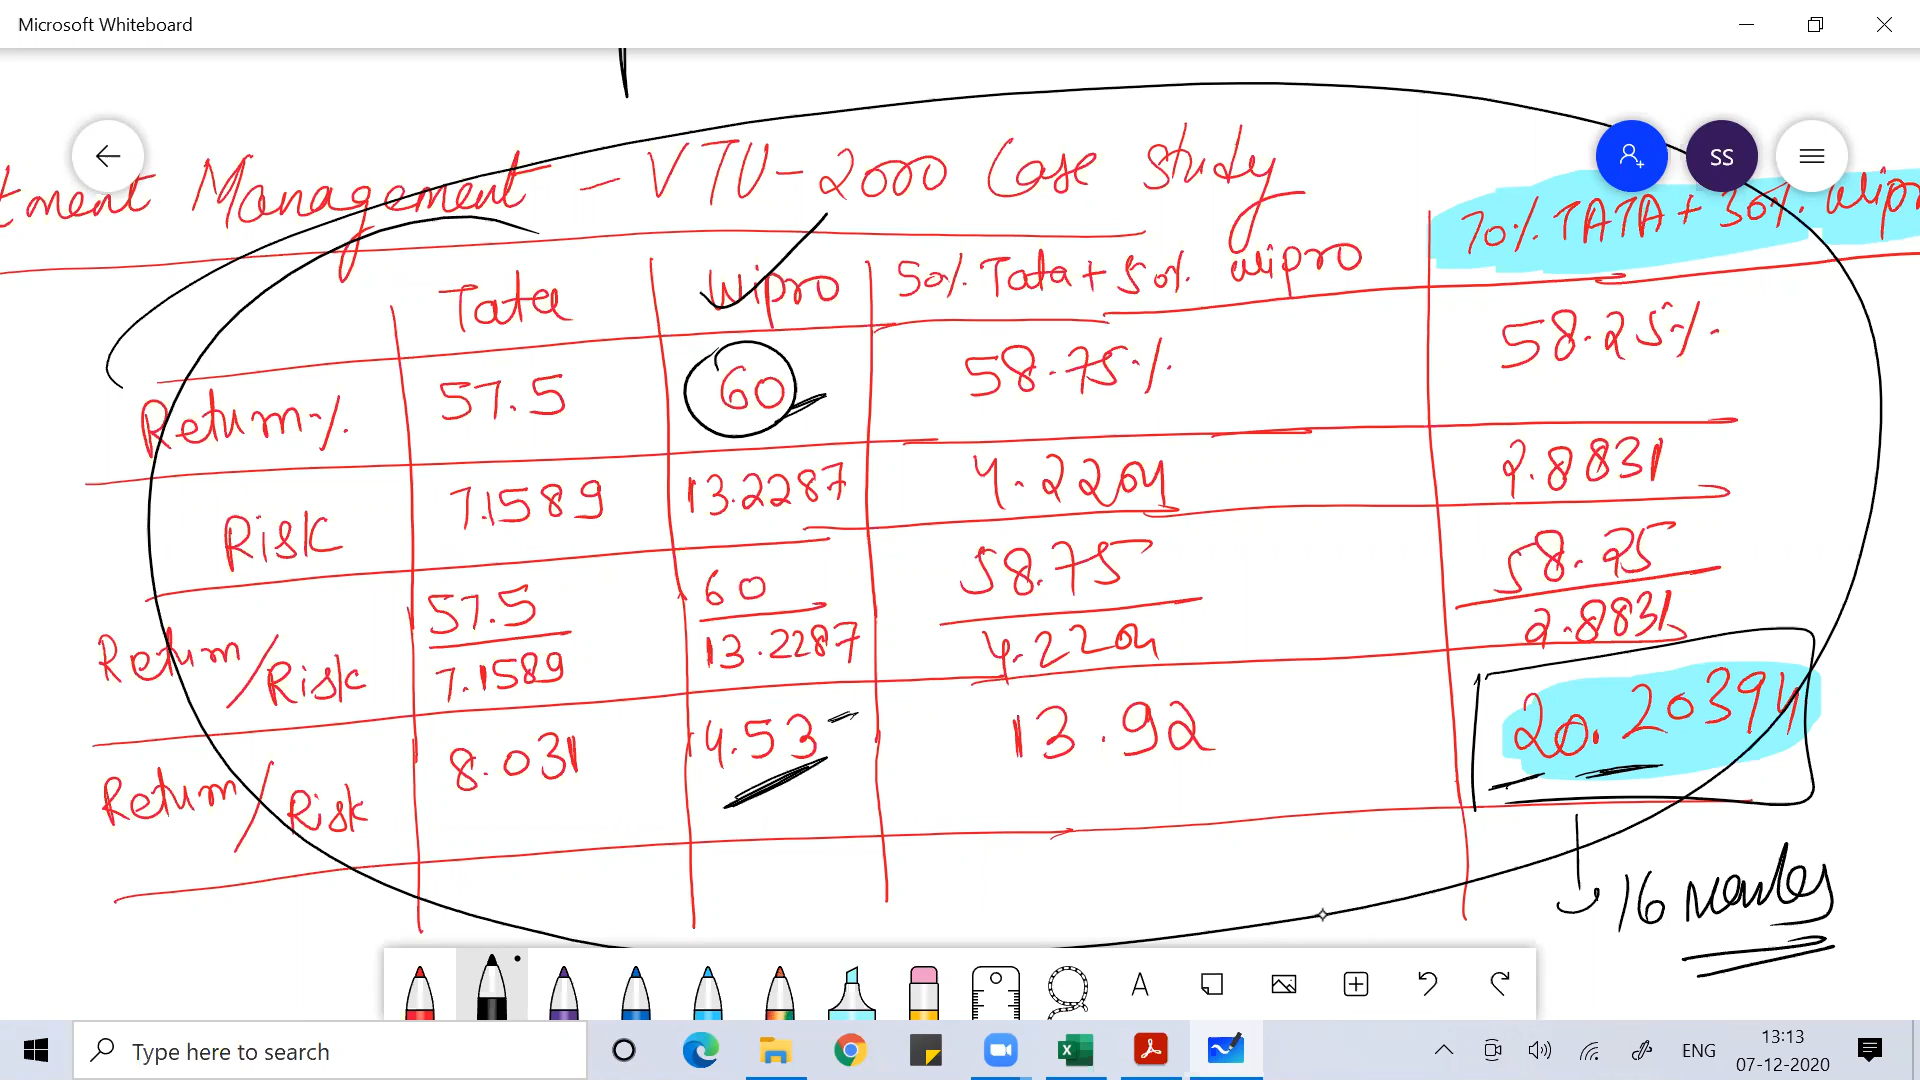 Microsoft Whiteboard
tment Management - VTU-2000 Case Study
SS
70% TATA + 30% Wipr
Tata Wipro 50% Tata + 50% Wipro
Return % 57.5 60 58.75% 58.25%
Risk 7.1589 13.2287 4.2204 2.8831
Return/Risk 57.5/7.1589 60/13.2287 58.75/4.2204 58.25/2.8831
Return/Risk 8.031 4.53 13.92 20.20394
16 Marks
A
Type here to search
ENG
13:13
07-12-2020